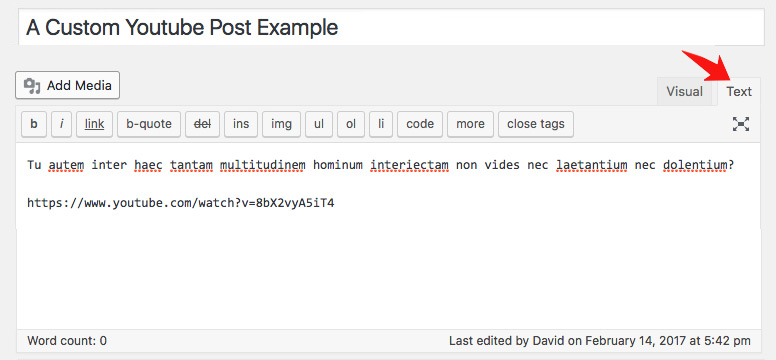 A Custom Youtube Post Example
Add Media
Visual Text
b i link b-quote del ins img ul ol li code more close tags
Tu autem inter haec tantam multitudinem hominum interiectam non vides nec laetantium nec dolentium?
https://www.youtube.com/watch?v=8bX2vyA5iT4
Word count: 0 Last edited by David on February 14, 2017 at 5:42 pm